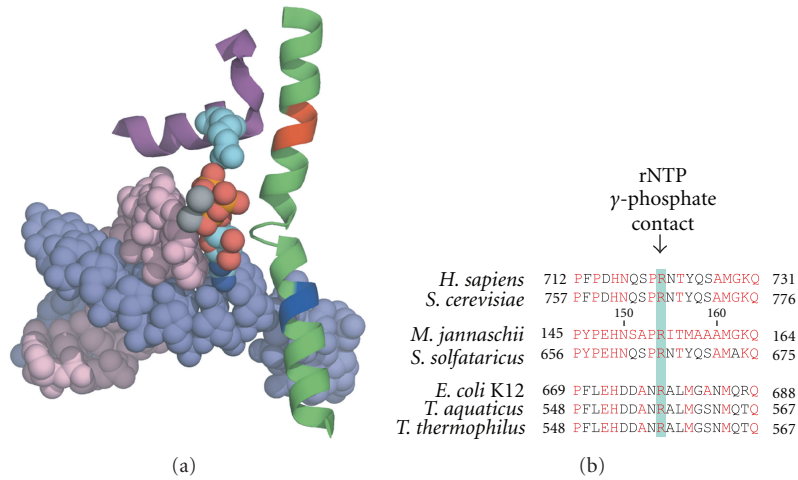 rNTP
γ-phosphate
contact
H. sapiens 712 PFPDHNQSPRNTYQSAMGKQ 731
S. cerevisiae 757 PFPDHNQSPRNTYQSAMGKQ 776
150 160
M. jannaschii 145 PYPEHNSAPRITMAAAMGKQ 164
S. solfataricus 656 PYPEHNQSPRNTYQSAMAKQ 675
E. coli K12 669 PFLEHDDANRALMGANMQRQ 688
T. aquaticus 548 PFLEHDDANRALMGSNMQTQ 567
T. thermophilus 548 PFLEHDDANRALMGSNMQTQ 567
(a) (b)